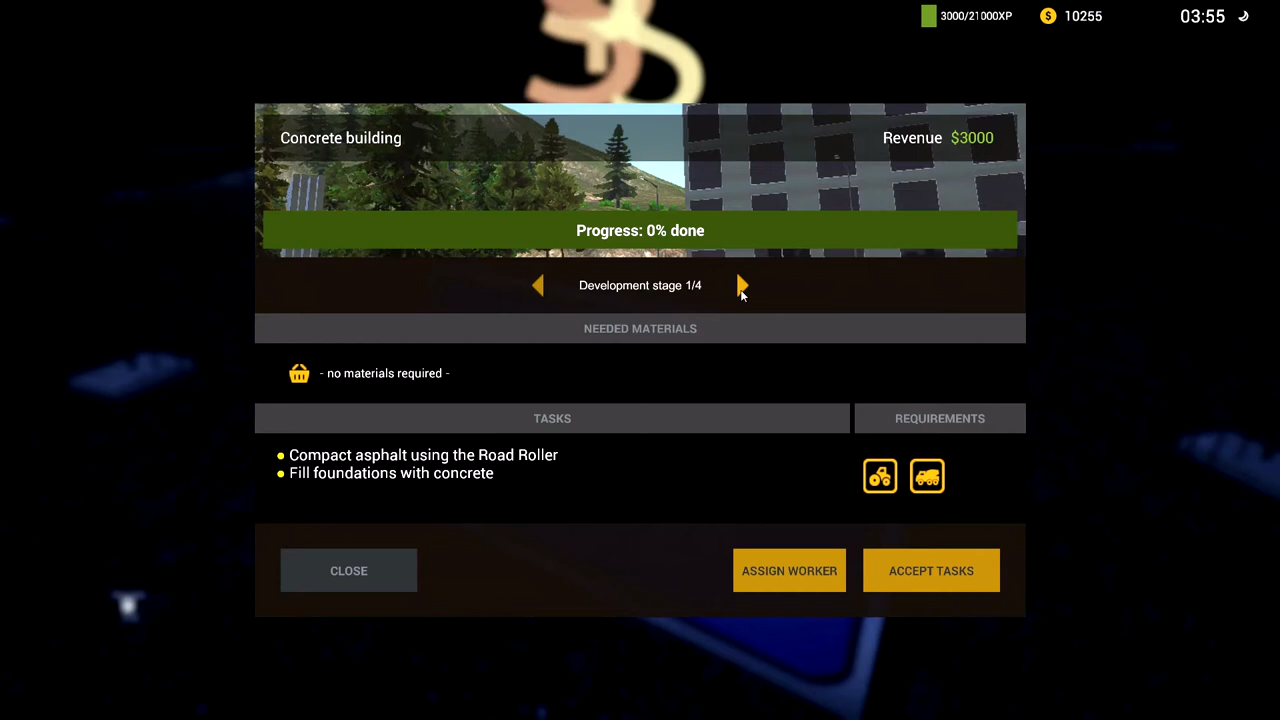 3000/21000XP
$ 10255
03:55
Concrete building
Revenue $3000
Progress: 0% done
Development stage 1/4
NEEDED MATERIALS
- no materials required -
TASKS
REQUIREMENTS
Compact asphalt using the Road Roller
Fill foundations with concrete
CLOSE
ASSIGN WORKER
ACCEPT TASKS